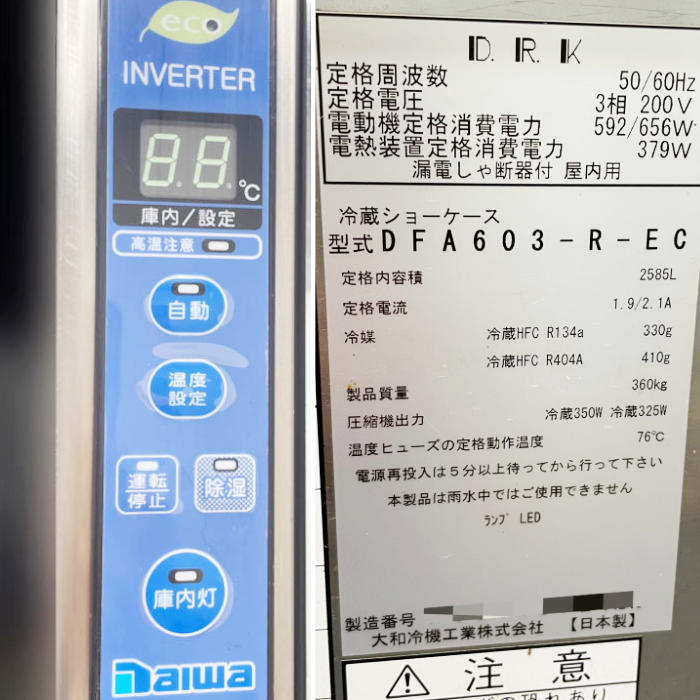 eco
INVERTER
88
℃
庫内/設定
高温注意
自動
温度
設定
運転
停止
除湿
庫内灯
Daiwa
D. R. K
定格周波数 50/60Hz
定格電圧 3相 200V
電動機定格消費電力 592/656W
電熱装置定格消費電力 379W
漏電しゃ断器付 屋内用
冷蔵ショーケース
型式 DFA603-R-EC
定格内容積 2585L
定格電流 1.9/2.1A
冷媒 冷蔵HFC R134a 330g
冷蔵HFC R404A 410g
製品質量 360kg
圧縮機出力 冷蔵350W 冷蔵325W
温度ヒューズの定格動作温度 76℃
電源再投入は5分以上待ってから行って下さい
本製品は雨水中ではご使用できません
ﾗﾝﾌﾟ LED
製造番号
大和冷機工業株式会社 【日本製】
注意